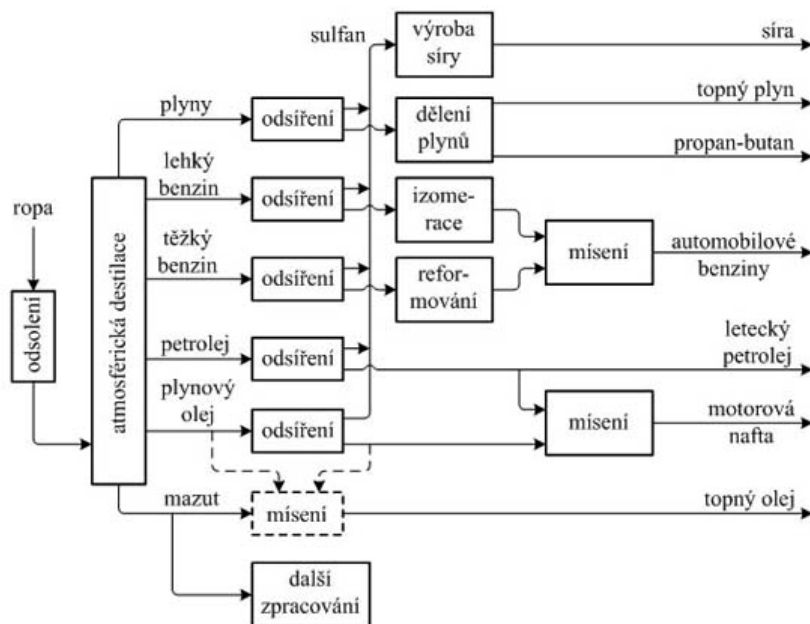 sulfan
výroba
síry
síra
plyny
odsíření
dělení
plynů
topný plyn
propan-butan
lehký
benzin
odsíření
izome-
race
ropa
těžký
benzin
odsíření
refor-
mování
mísení
automobilové
benziny
odsolení
atmosférická destilace
petrolej
odsíření
letecký
petrolej
plynový
olej
odsíření
mísení
motorová
nafta
mazut
mísení
topný olej
další
zpracování